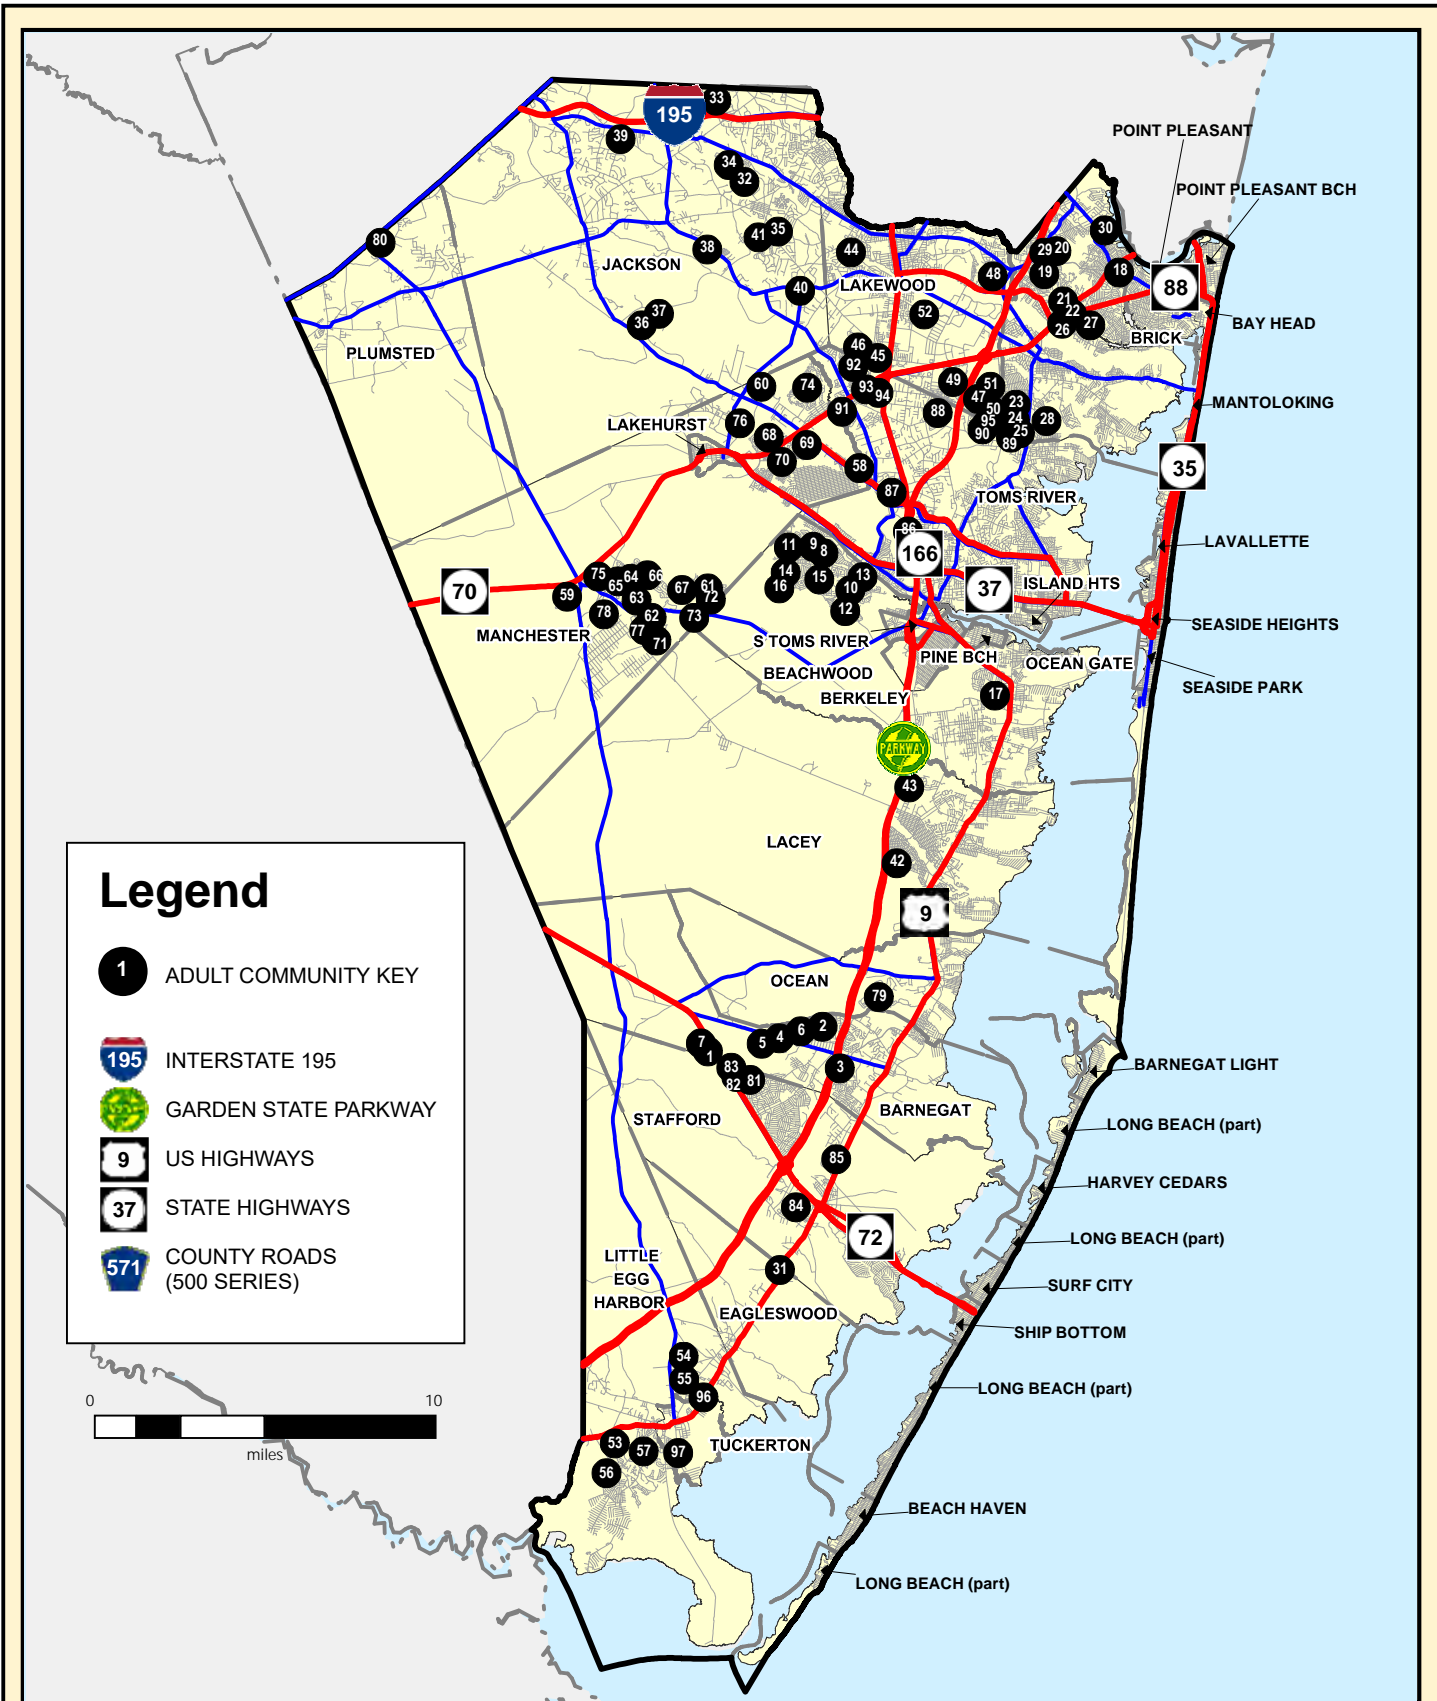 33
195
39
34
32
POINT PLEASANT
POINT PLEASANT BCH
80
41
35
38
JACKSON
44
30
29
20
19
18
48
LAKEWOOD
40
88
37
36
52
21
22
26
27
BAY HEAD
BRICK
PLUMSTED
46
45
92
60
74
93
94
49
51
47
50
23
MANTOLOKING
91
88
95
24
28
LAKEHURST
76
68
69
90
25
89
70
58
35
87
TOMS RIVER
86
166
11
9
8
LAVALLETTE
75
64
66
65
67
61
72
14
16
15
13
10
12
37
ISLAND HTS
70
59
63
78
62
73
77
71
MANCHESTER
S TOMS RIVER
SEASIDE HEIGHTS
PINE BCH
OCEAN GATE
BEACHWOOD
BERKELEY
17
SEASIDE PARK
PARKWAY
43
LACEY
42
9
Legend
1
ADULT COMMUNITY KEY
195
INTERSTATE 195
GARDEN STATE PARKWAY
9
US HIGHWAYS
37
STATE HIGHWAYS
571
COUNTY ROADS
(500 SERIES)
OCEAN
79
7
1
5
4
6
2
83
82
81
3
BARNEGAT LIGHT
STAFFORD
BARNEGAT
LONG BEACH (part)
85
HARVEY CEDARS
84
72
LONG BEACH (part)
LITTLE
EGG
HARBOR
31
SURF CITY
EAGLESWOOD
SHIP BOTTOM
54
55
96
LONG BEACH (part)
0
10
miles
53
57
97
56
TUCKERTON
BEACH HAVEN
LONG BEACH (part)